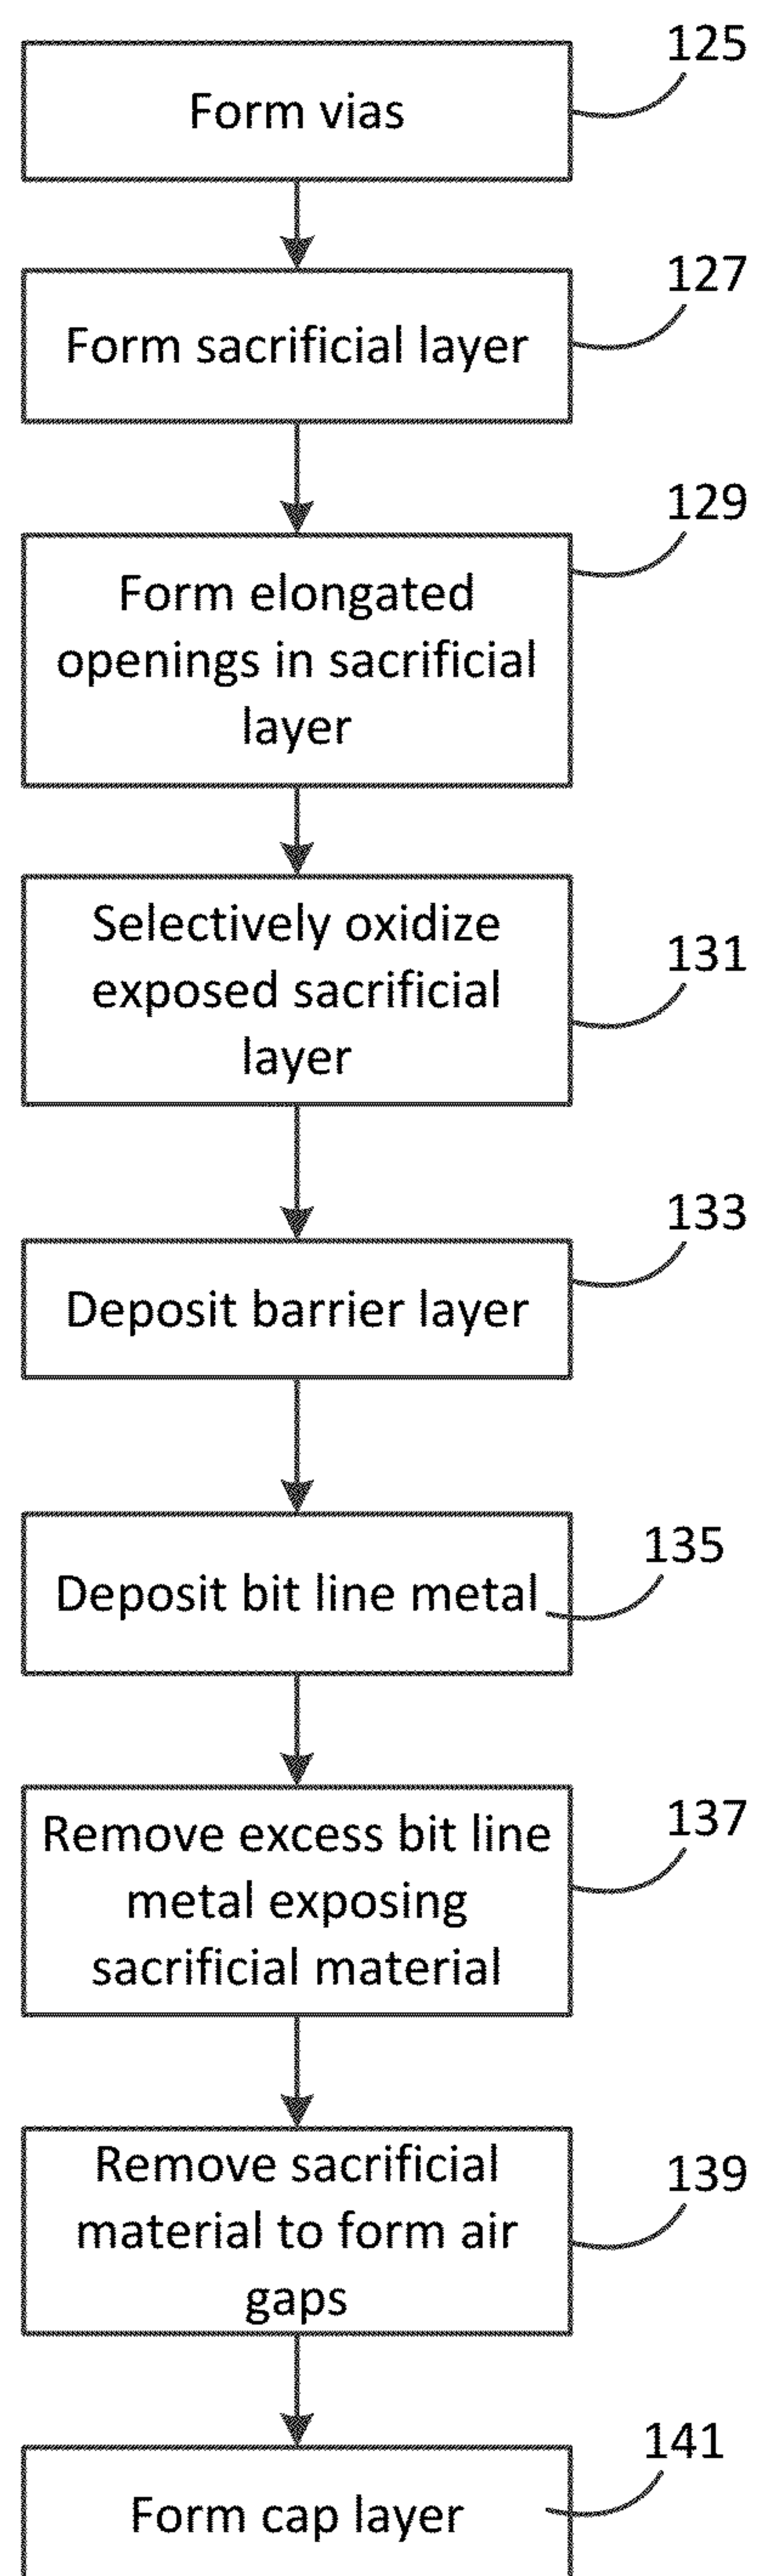 125
Form vias
127
Form sacrificial layer
129
Form elongated
openings in sacrificial
layer
131
Selectively oxidize
exposed sacrificial
layer
133
Deposit barrier layer
135
Deposit bit line metal
137
Remove excess bit line
metal exposing
sacrificial material
139
Remove sacrificial
material to form air
gaps
141
Form cap layer